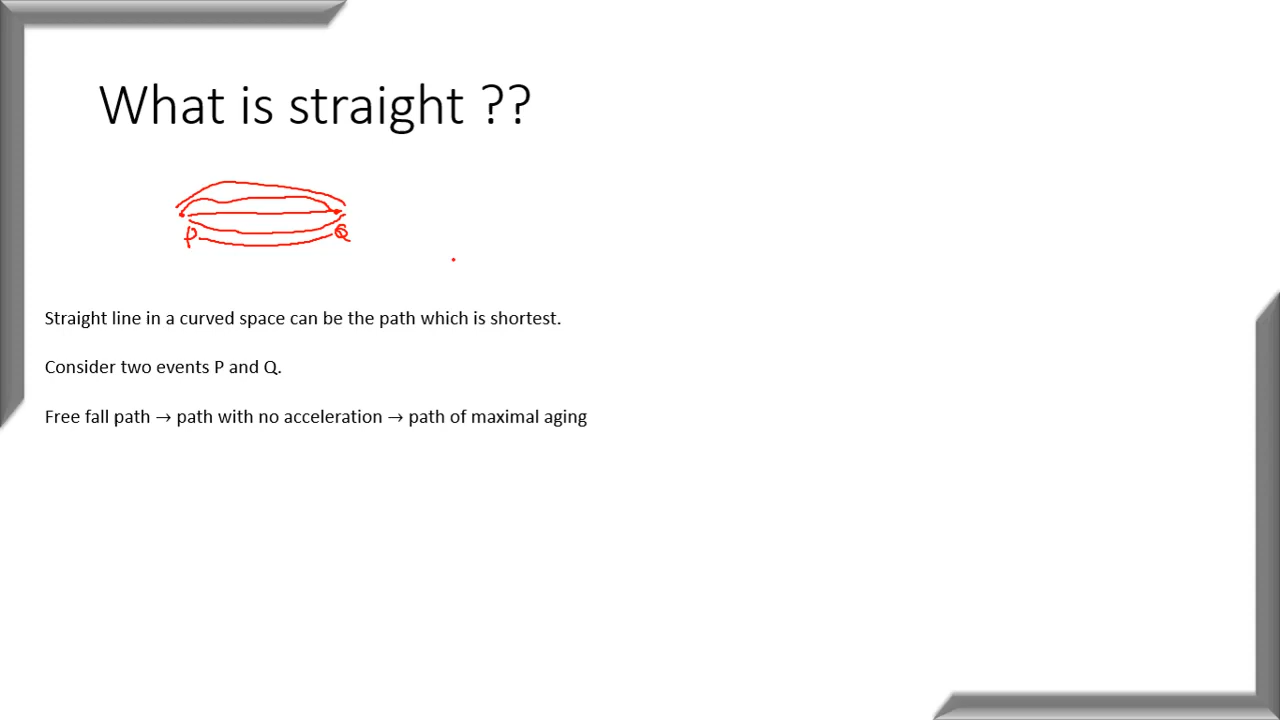 What is straight ??
P Q
Straight line in a curved space can be the path which is shortest.
Consider two events P and Q.
Free fall path → path with no acceleration → path of maximal aging